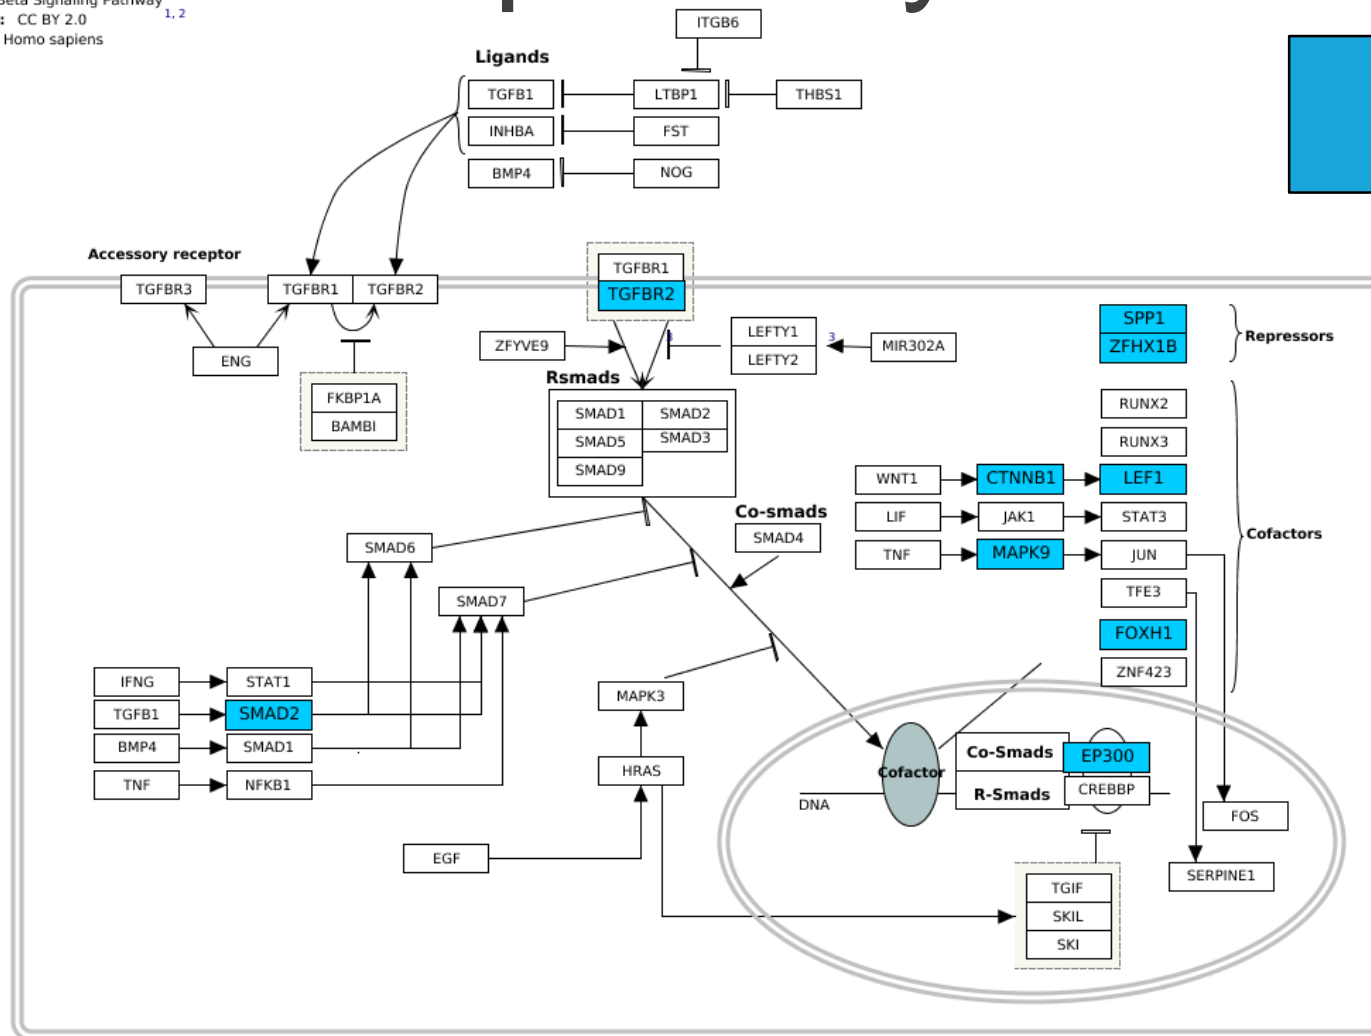 Beta Signaling Pathway
: CC BY 2.0
1, 2
Homo sapiens
ITGB6
Ligands
TGFB1
LTBP1
THBS1
INHBA
FST
BMP4
NOG
Accessory receptor
TGFBR3
TGFBR1
TGFBR2
TGFBR1
TGFBR2
ENG
FKBP1A
BAMBI
ZFYVE9
3
LEFTY1
LEFTY2
3
MIR302A
SPP1
ZFHX1B
Repressors
Rsmads
SMAD1
SMAD2
SMAD5
SMAD3
SMAD9
RUNX2
RUNX3
WNT1
CTNNB1
LEF1
LIF
JAK1
STAT3
TNF
MAPK9
JUN
TFE3
FOXH1
ZNF423
Cofactors
Co-smads
SMAD4
SMAD6
SMAD7
IFNG
STAT1
TGFB1
SMAD2
BMP4
SMAD1
TNF
NFKB1
MAPK3
HRAS
EGF
Cofactor
Co-Smads
EP300
R-Smads
CREBBP
DNA
FOS
SERPINE1
TGIF
SKIL
SKI